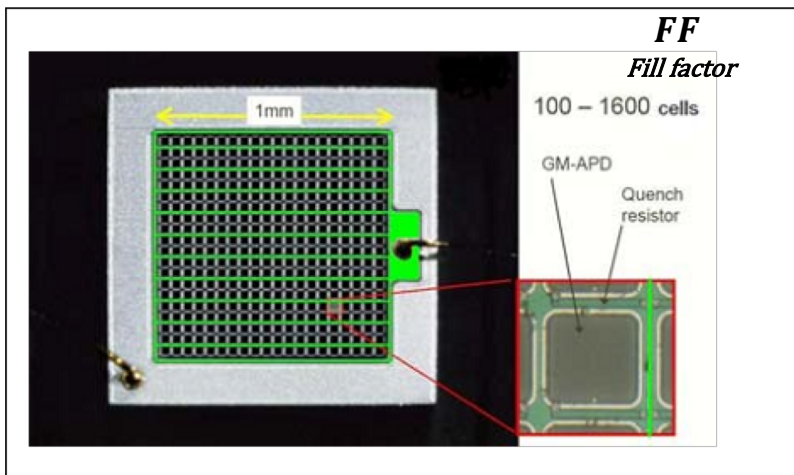 FF
Fill factor
1mm
100 – 1600 cells
GM-APD
Quench
resistor